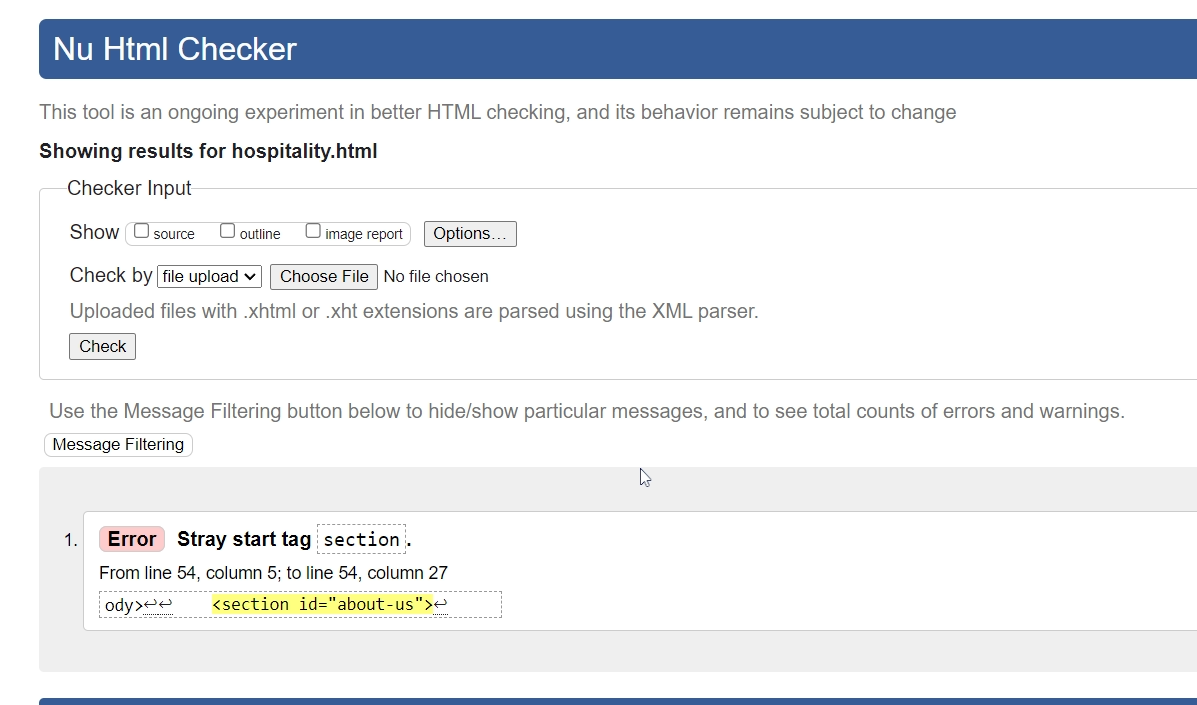 Nu Html Checker
This tool is an ongoing experiment in better HTML checking, and its behavior remains subject to change
Showing results for hospitality.html
Checker Input
Show source outline image report Options…
Check by file upload Choose File No file chosen
Uploaded files with .xhtml or .xht extensions are parsed using the XML parser.
Check
Use the Message Filtering button below to hide/show particular messages, and to see total counts of errors and warnings.
Message Filtering
1. Error Stray start tag section.
From line 54, column 5; to line 54, column 27
ody>↩↩    <section id="about-us">↩